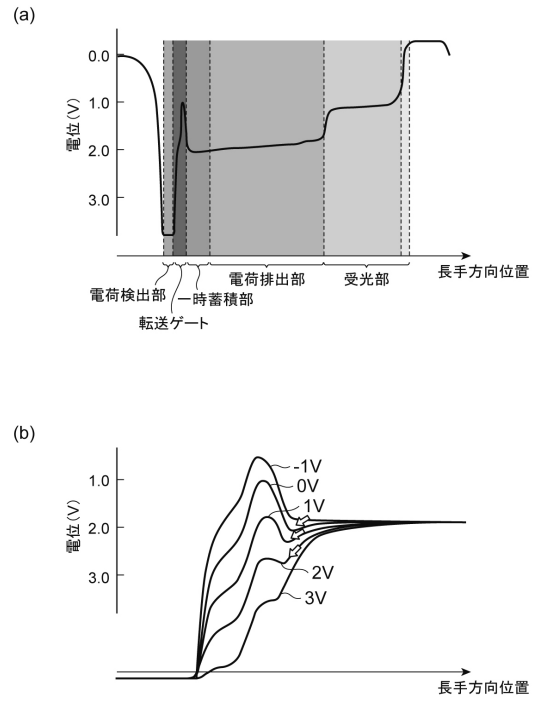 (a)
0.0
1.0
2.0
3.0
電位(V)
長手方向位置
電荷検出部
転送ゲート
一時蓄積部
電荷排出部
受光部
(b)
1.0
2.0
3.0
電位(V)
-1V
0V
1V
2V
3V
長手方向位置